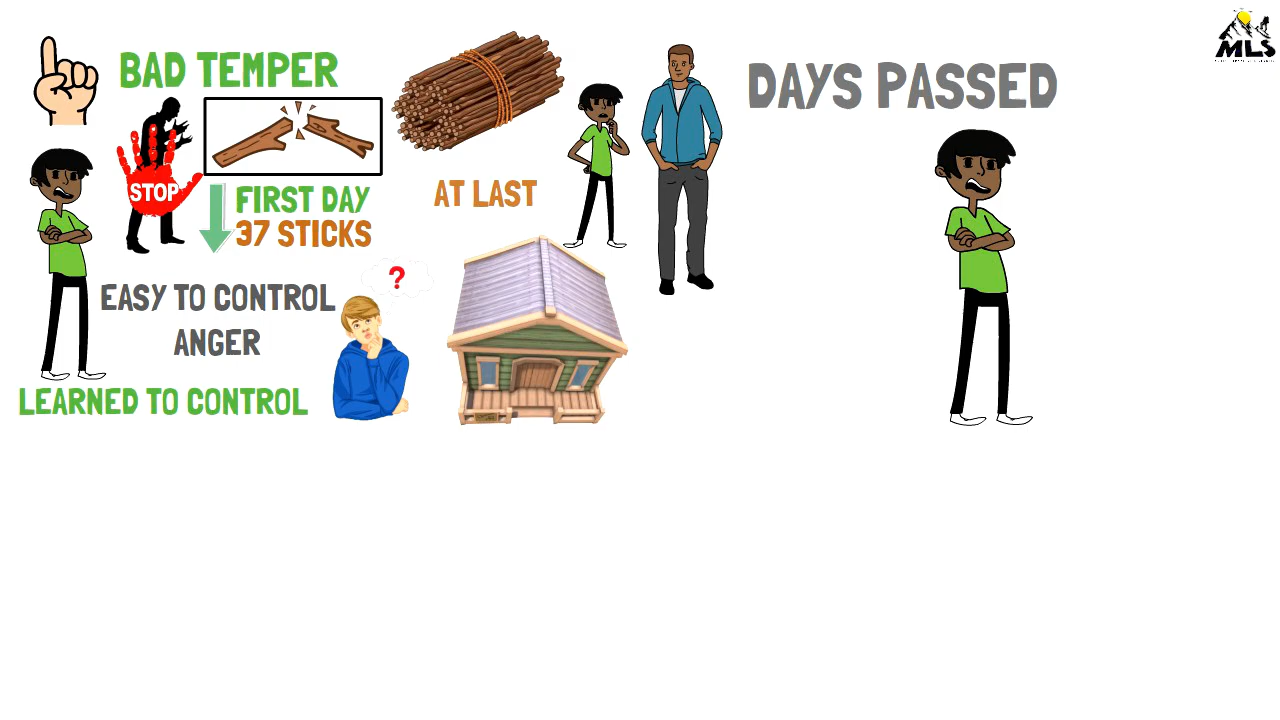 BAD TEMPER
STOP
FIRST DAY
37 STICKS
EASY TO CONTROL
ANGER
LEARNED TO CONTROL
?
AT LAST
DAYS PASSED
MLS